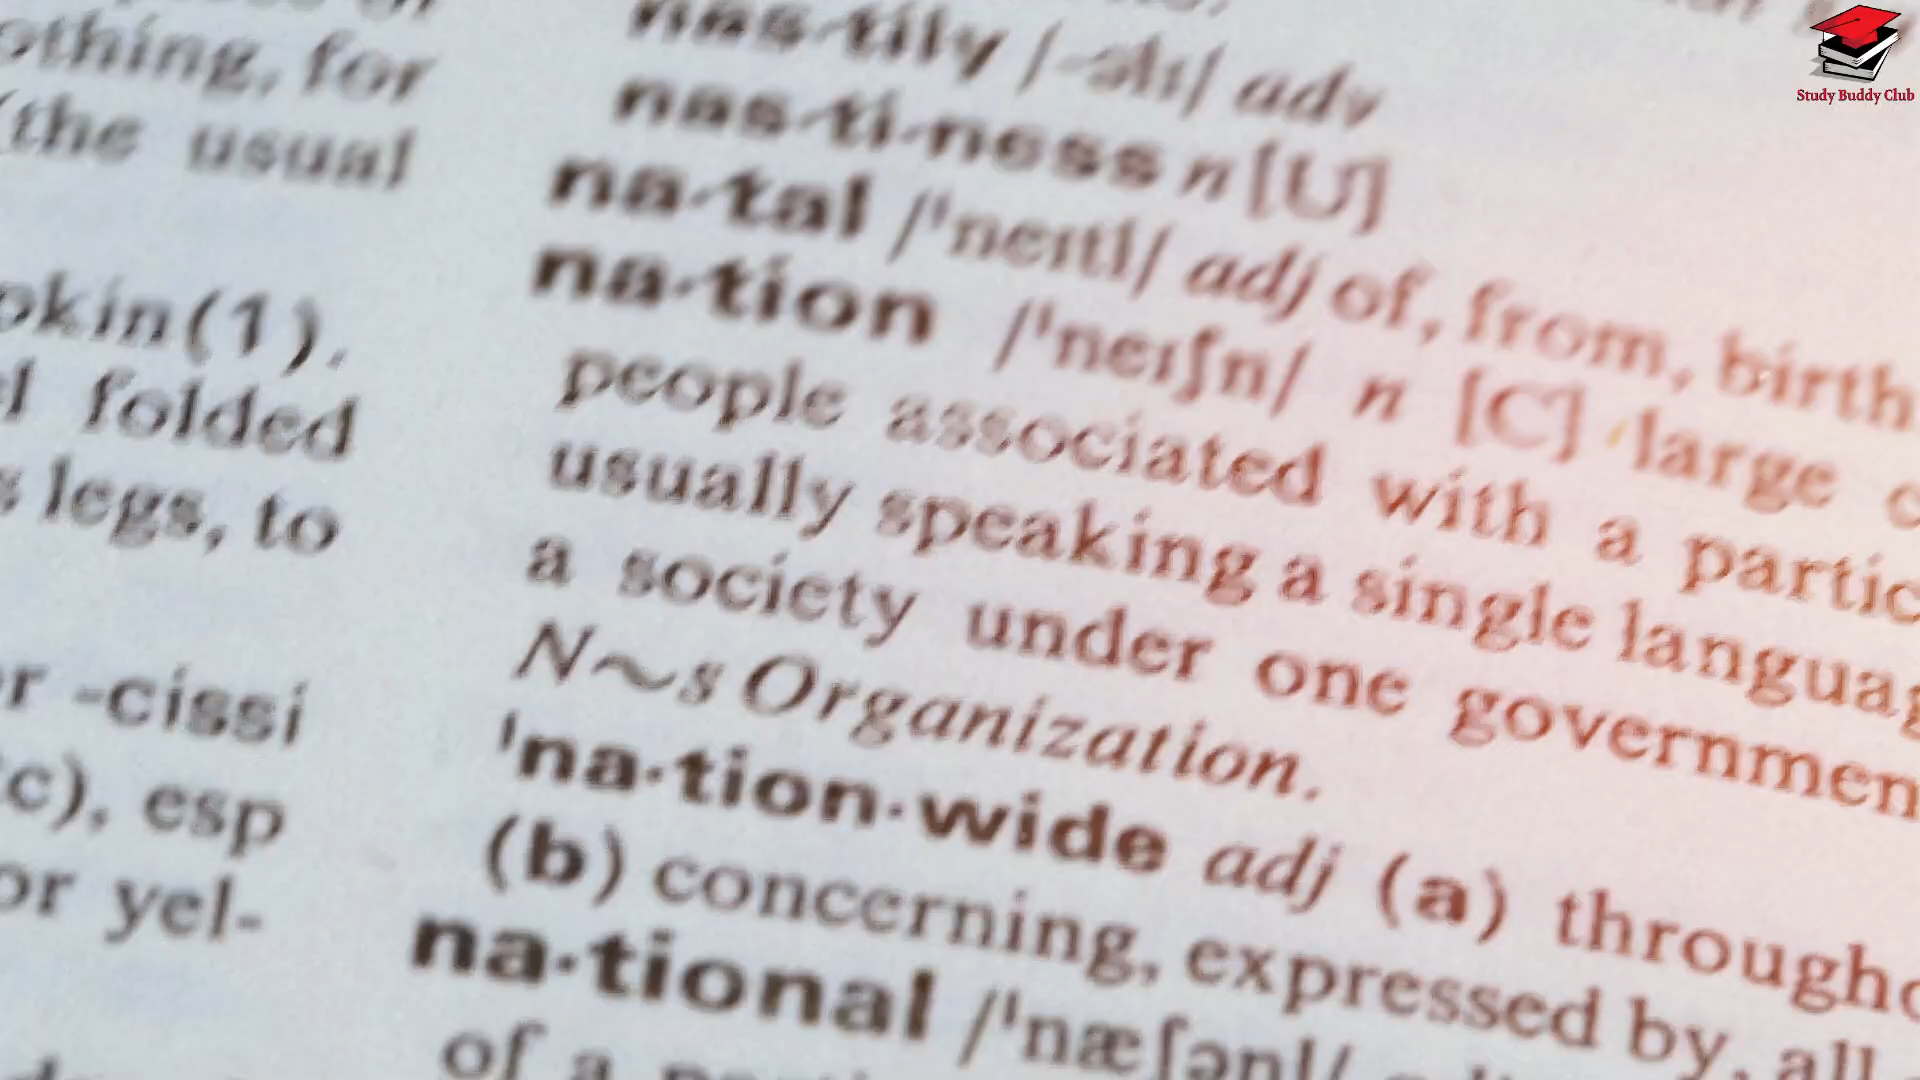 othing, for
(the usual
okin(1).
folded
legs, to
-cissi
esp
or yel-
nas·tily /-əlɪ/ adv
nas·ti·ness n [U]
na·tal /ˈneɪtl/ adj of, from, birth
na·tion /ˈneɪʃn/ n [C] large
people associated with a partic
usually speaking a single languag
a society under one governmen
N~s Organization.
ˈna·tion·wide adj (a) througho
(b) concerning, expressed by, all
na·tional /ˈnæʃənl/
of a
Study Buddy Club